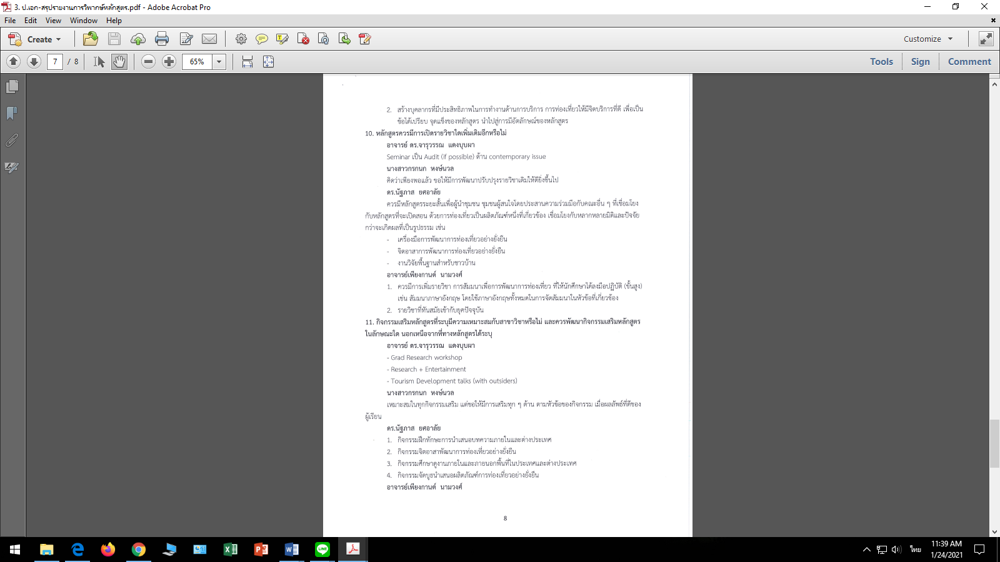 3. ป.เอก-สรุปรายงานการวิพากษ์หลักสูตร.pdf - Adobe Acrobat Pro
File Edit View Window Help
Create
Customize
7 / 8
65%
Tools Sign Comment
2. สร้างบุคลากรที่มีประสิทธิภาพในการทำงานด้านการบริการ การท่องเที่ยวให้มีจิตบริการที่ดี เพื่อเป็น
ข้อได้เปรียบ จุดแข็งของหลักสูตร นำไปสู่การมีอัตลักษณ์ของหลักสูตร
10. หลักสูตรควรมีการเปิดรายวิชาใดเพิ่มเติมอีกหรือไม่
อาจารย์ ดร.จารุวรรณ แดงบุบผา
Seminar เป็น Audit (if possible) ด้าน contemporary issue
นางสาวกรกนก หงษ์นวล
คิดว่าเพียงพอแล้ว ขอให้มีการพัฒนาปรับปรุงรายวิชาเดิมให้ดียิ่งขึ้นไป
ดร.นัฐภาส ยศอาลัย
ควรมีหลักสูตรระยะสั้นเพื่อผู้นำชุมชน ชุมชนผู้สนใจโดยประสานความร่วมมือกับคณะอื่น ๆ ที่เชื่อมโยง
กับหลักสูตรที่จะเปิดสอน ด้วยการท่องเที่ยวเป็นผลิตภัณฑ์หนึ่งที่เกี่ยวข้อง เชื่อมโยงกับหลากหลายมิติและปัจจัย
กว่าจะเกิดผลที่เป็นรูปธรรม เช่น
- เครื่องมือการพัฒนาการท่องเที่ยวอย่างยั่งยืน
- จิตอาสาการพัฒนาการท่องเที่ยวอย่างยั่งยืน
- งานวิจัยพื้นฐานสำหรับชาวบ้าน
อาจารย์เพียงกานต์ นามวงศ์
1. ควรมีการเพิ่มรายวิชา การสัมมนาเพื่อการพัฒนาการท่องเที่ยว ที่ให้นักศึกษาได้ลงมือปฏิบัติ (ขั้นสูง)
เช่น สัมมนาภาษาอังกฤษ โดยใช้ภาษาอังกฤษทั้งหมดในการจัดสัมมนาในหัวข้อที่เกี่ยวข้อง
2. รายวิชาที่ทันสมัยเข้ากับยุคปัจจุบัน
11. กิจกรรมเสริมหลักสูตรที่ระบุมีความเหมาะสมกับสาขาวิชาหรือไม่ และควรพัฒนากิจกรรมเสริมหลักสูตร
ในลักษณะใด นอกเหนือจากที่ทางหลักสูตรได้ระบุ
อาจารย์ ดร.จารุวรรณ แดงบุบผา
- Grad Research workshop
- Research + Entertainment
- Tourism Development talks (with outsiders)
นางสาวกรกนก หงษ์นวล
เหมาะสมในทุกกิจกรรมเสริม แต่ขอให้มีการเสริมทุก ๆ ด้าน ตามหัวข้อของกิจกรรม เมื่อผลลัพธ์ที่ดีของ
ผู้เรียน
ดร.นัฐภาส ยศอาลัย
1. กิจกรรมฝึกทักษะการนำเสนอบทความภายในและต่างประเทศ
2. กิจกรรมจิตอาสาพัฒนาการท่องเที่ยวอย่างยั่งยืน
3. กิจกรรมศึกษาดูงานภายในและภายนอกพื้นที่ในประเทศและต่างประเทศ
4. กิจกรรมจัดบูธนำเสนอผลิตภัณฑ์การท่องเที่ยวอย่างยั่งยืน
อาจารย์เพียงกานต์ นามวงศ์
8
ไทย
11:39 AM
1/24/2021